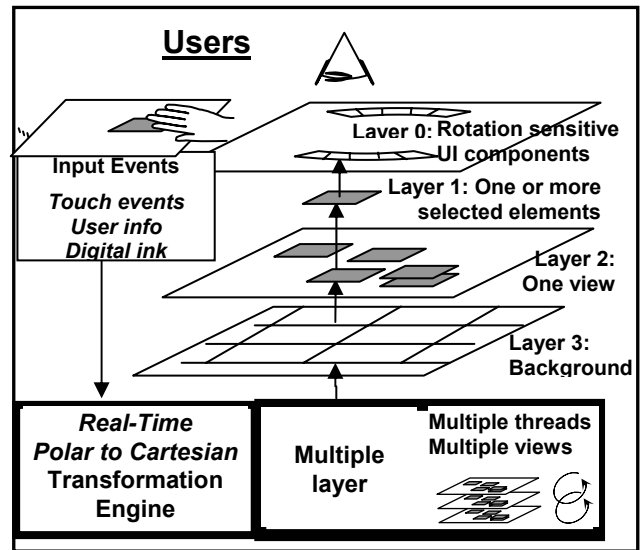 Users
Layer 0: Rotation sensitive
UI components
Input Events
Touch events
User info
Digital ink
Layer 1: One or more
selected elements
Layer 2:
One view
Layer 3:
Background
Real-Time
Polar to Cartesian
Transformation
Engine
Multiple
layer
Multiple threads
Multiple views